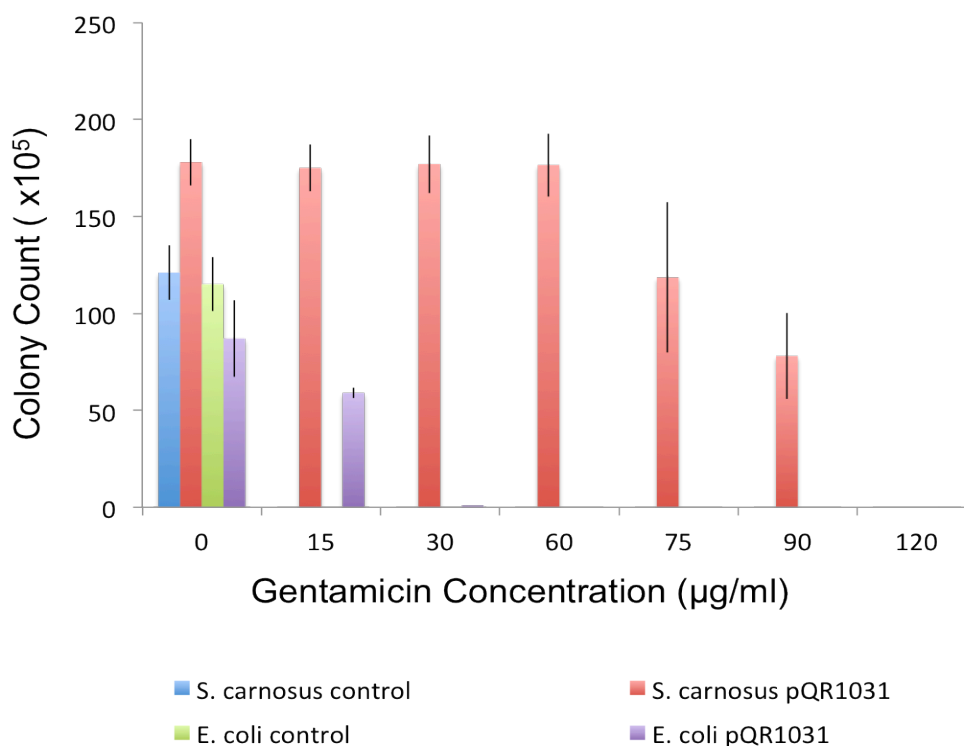 250
200
150
100
50
0
Colony Count ( x10⁵)
0 15 30 60 75 90 120
Gentamicin Concentration (µg/ml)
S. carnosus control
S. carnosus pQR1031
E. coli control
E. coli pQR1031